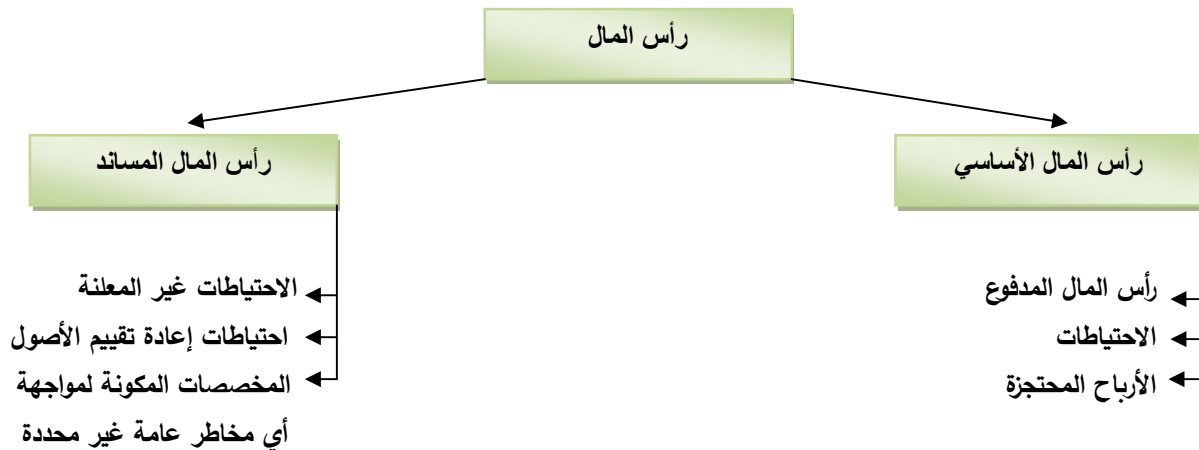 رأس المال
رأس المال الأساسي
رأس المال المدفوع
الاحتياطات
الأرباح المحتجزة
رأس المال المساند
الاحتياطات غير المعلنة
احتياطات إعادة تقييم الأصول
المخصصات المكونة لمواجهة
أي مخاطر عامة غير محددة